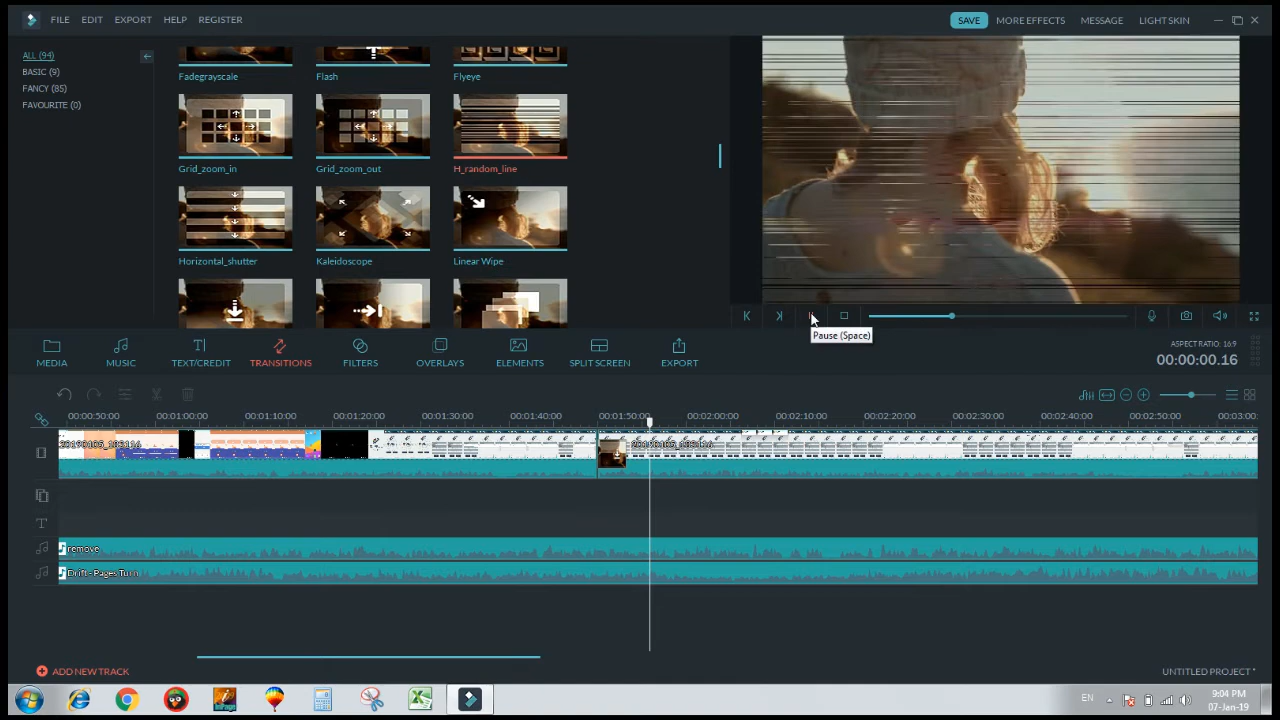 FILE EDIT EXPORT HELP REGISTER
SAVE MORE EFFECTS MESSAGE LIGHT SKIN
ALL (94)
BASIC (9)
FANCY (85)
FAVOURITE (0)
Fadegrayscale Flash Flyeye
Grid_zoom_in Grid_zoom_out H_random_line
Horizontal_shutter Kaleidoscope Linear Wipe
Pause (Space)
MEDIA MUSIC TEXT/CREDIT TRANSITIONS FILTERS OVERLAYS ELEMENTS SPLIT SCREEN EXPORT
ASPECT RATIO: 16:9
00:00:00.16
00:00:50:00 00:01:00:00 00:01:10:00 00:01:20:00 00:01:30:00 00:01:40:00 00:01:50:00 00:02:00:00 00:02:10:00 00:02:20:00 00:02:30:00 00:02:40:00 00:02:50:00 00:03:00:
remove
Drift - Pages Turn
ADD NEW TRACK
UNTITLED PROJECT *
EN
9:04 PM
07-Jan-19